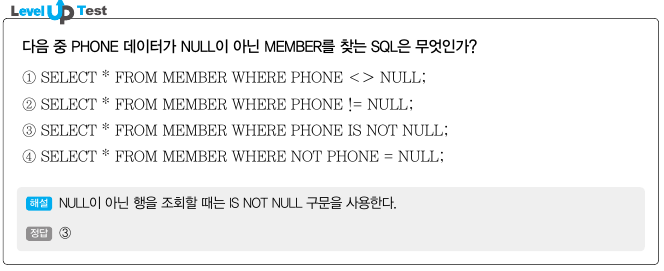 Level Up Test
다음 중 PHONE 데이터가 NULL이 아닌 MEMBER를 찾는 SQL은 무엇인가?
① SELECT * FROM MEMBER WHERE PHONE <> NULL;
② SELECT * FROM MEMBER WHERE PHONE != NULL;
③ SELECT * FROM MEMBER WHERE PHONE IS NOT NULL;
④ SELECT * FROM MEMBER WHERE NOT PHONE = NULL;
해설 NULL이 아닌 행을 조회할 때는 IS NOT NULL 구문을 사용한다.
정답 ③